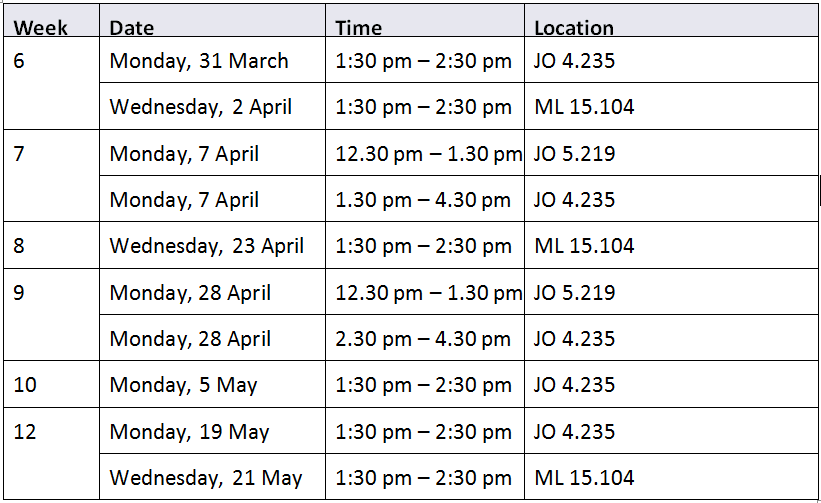 Week Date Time Location
6 Monday, 31 March 1:30 pm – 2:30 pm JO 4.235
Wednesday, 2 April 1:30 pm – 2:30 pm ML 15.104
7 Monday, 7 April 12.30 pm – 1.30 pm JO 5.219
Monday, 7 April 1.30 pm – 4.30 pm JO 4.235
8 Wednesday, 23 April 1:30 pm – 2:30 pm ML 15.104
9 Monday, 28 April 12.30 pm – 1.30 pm JO 5.219
Monday, 28 April 2.30 pm – 4.30 pm JO 4.235
10 Monday, 5 May 1:30 pm – 2:30 pm JO 4.235
12 Monday, 19 May 1:30 pm – 2:30 pm JO 4.235
Wednesday, 21 May 1:30 pm – 2:30 pm ML 15.104